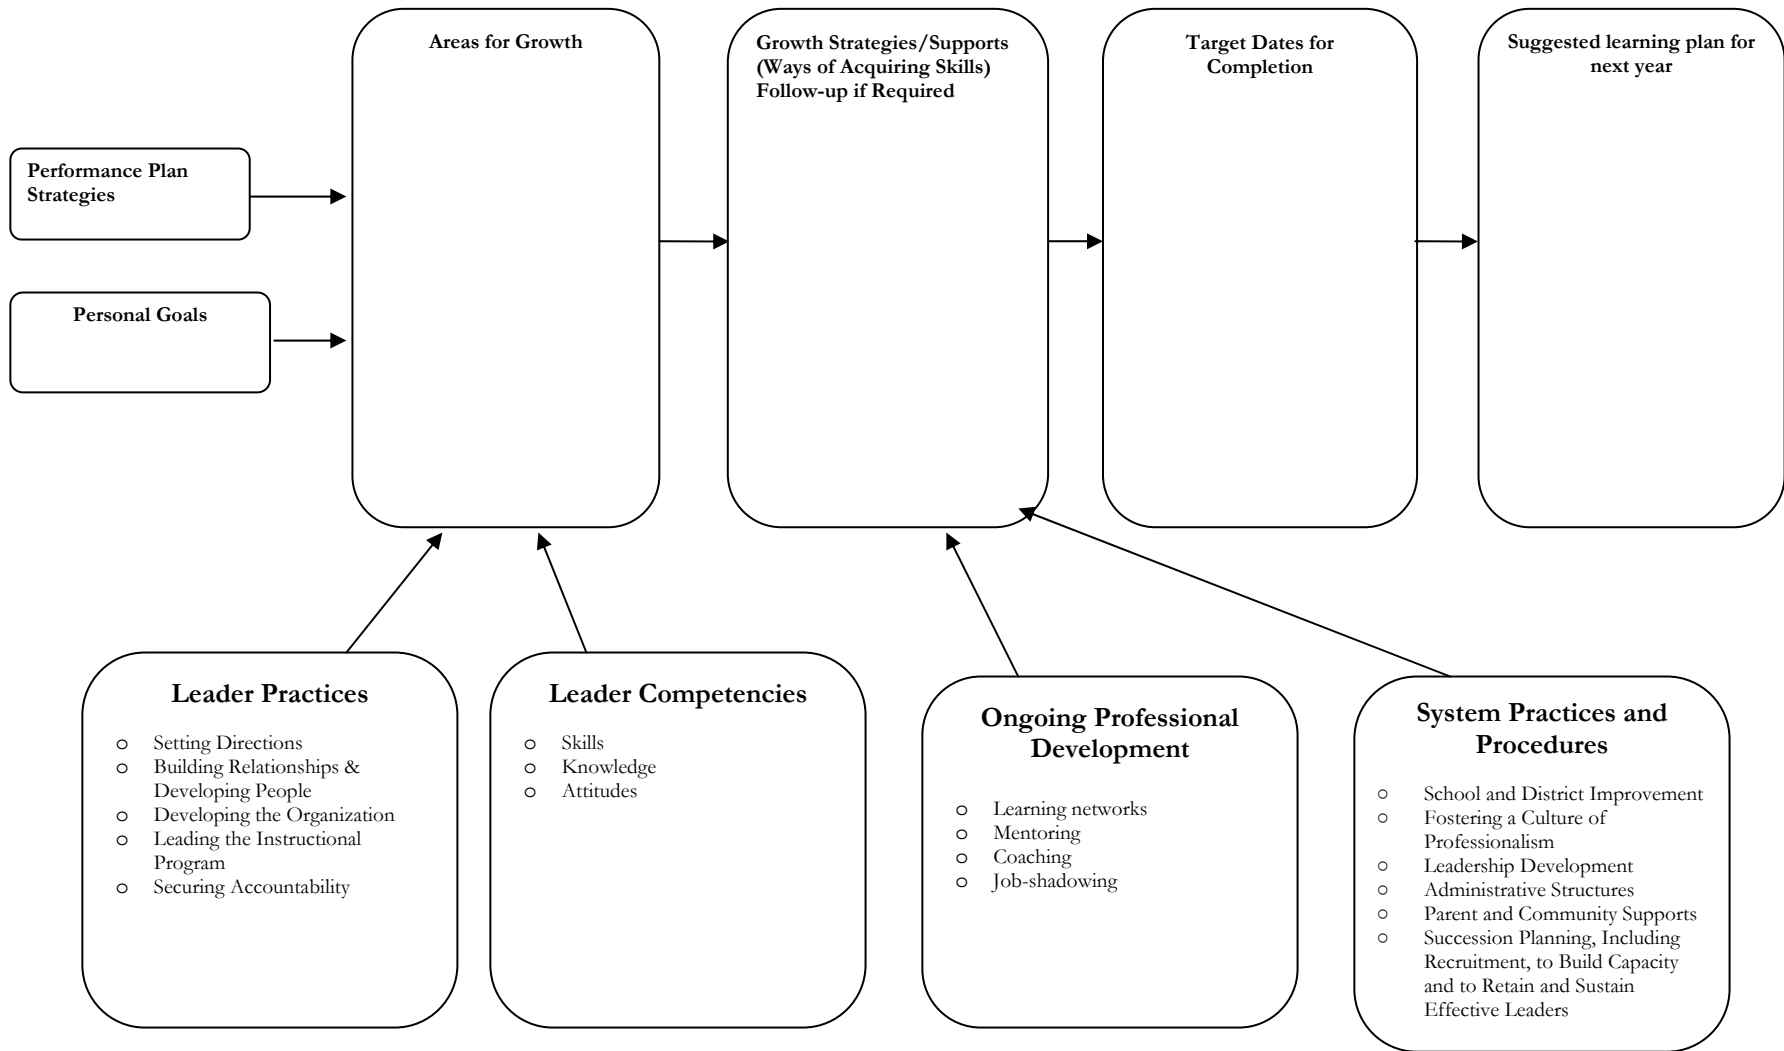 Areas for Growth
Growth Strategies/Supports
(Ways of Acquiring Skills)
Follow-up if Required
Target Dates for
Completion
Suggested learning plan for
next year
Performance Plan
Strategies
Personal Goals
Leader Practices
o Setting Directions
o Building Relationships &
Developing People
o Developing the Organization
o Leading the Instructional
Program
o Securing Accountability
Leader Competencies
o Skills
o Knowledge
o Attitudes
Ongoing Professional
Development
o Learning networks
o Mentoring
o Coaching
o Job-shadowing
System Practices and
Procedures
○ School and District Improvement
○ Fostering a Culture of
Professionalism
○ Leadership Development
○ Administrative Structures
○ Parent and Community Supports
○ Succession Planning, Including
Recruitment, to Build Capacity
and to Retain and Sustain
Effective Leaders